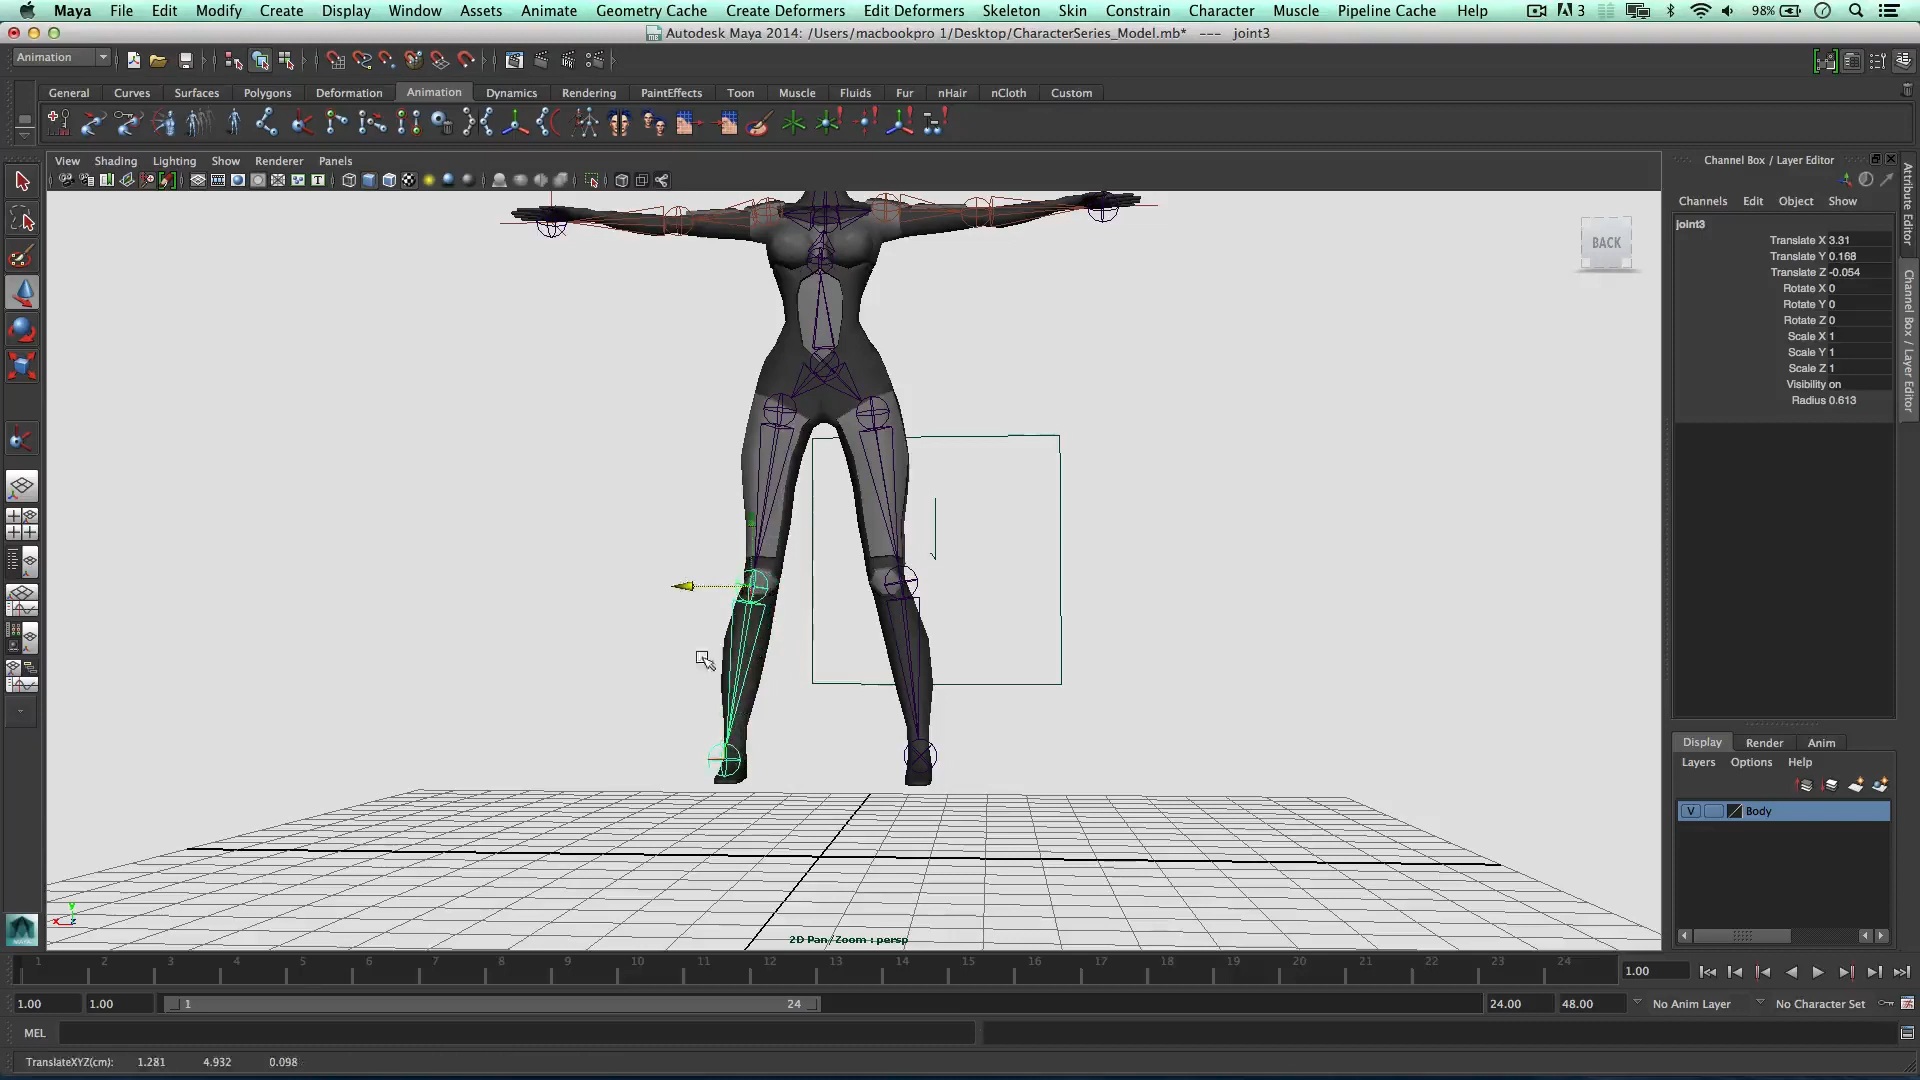 Maya File Edit Modify Create Display Window Assets Animate Geometry Cache Create Deformers Edit Deformers Skeleton Skin Constrain Character Muscle Pipeline Cache Help 3 98%
Autodesk Maya 2014: /Users/macbookpro 1/Desktop/CharacterSeries_Model.mb* --- joint3
Animation
General Curves Surfaces Polygons Deformation Animation Dynamics Rendering PaintEffects Toon Muscle Fluids Fur nHair nCloth Custom
View Shading Lighting Show Renderer Panels
Channel Box / Layer Editor
Channels Edit Object Show
joint3
Translate X 3.31
Translate Y 0.168
Translate Z -0.054
Rotate X 0
Rotate Y 0
Rotate Z 0
Scale X 1
Scale Y 1
Scale Z 1
Visibility on
Radius 0.613
Attribute Editor
Channel Box / Layer Editor
BACK
Display Render Anim
Layers Options Help
V Body
y
x z
2D Pan/Zoom : persp
1 2 3 4 5 6 7 8 9 10 11 12 13 14 15 16 17 18 19 20 21 22 23 24 1.00
1.00 1.00 1 24 24.00 48.00 No Anim Layer No Character Set
MEL
TranslateXYZ(cm): 1.281 4.932 0.098